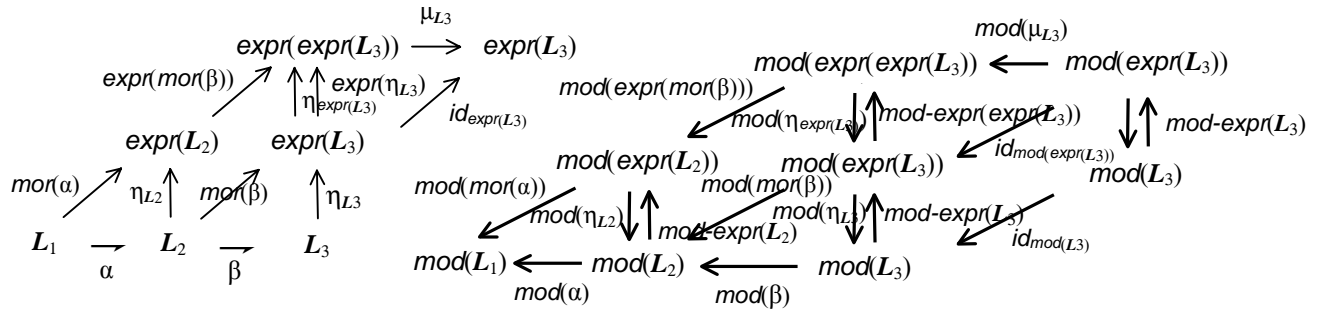 μL3
expr(expr(L3)) expr(L3)
mod(μL3)
expr(mor(β)) expr(ηL3)
ηexpr(L3)
idexpr(L3)
mod(expr(expr(L3))) mod(expr(L3))
mod(expr(mor(β)))
mod(ηexpr(L3)) mod-expr(expr(L3)) mod-expr(L3)
expr(L2) expr(L3)
mod(expr(L2)) mod(expr(L3)) idmod(expr(L3)) mod(L3)
mor(α) ηL2 mor(β) ηL3
mod(mor(α)) mod(mor(β))
mod(ηL2) mod-expr(L2) mod(ηL3) mod-expr(L3)
idmod(L3)
L1 L2 L3
α β
mod(L1) mod(L2) mod(L3)
mod(α) mod(β)